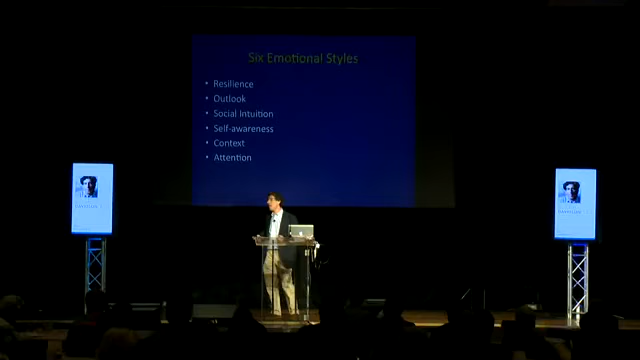 Six Emotional Styles
• Resilience
• Outlook
• Social Intuition
• Self-awareness
• Context
• Attention